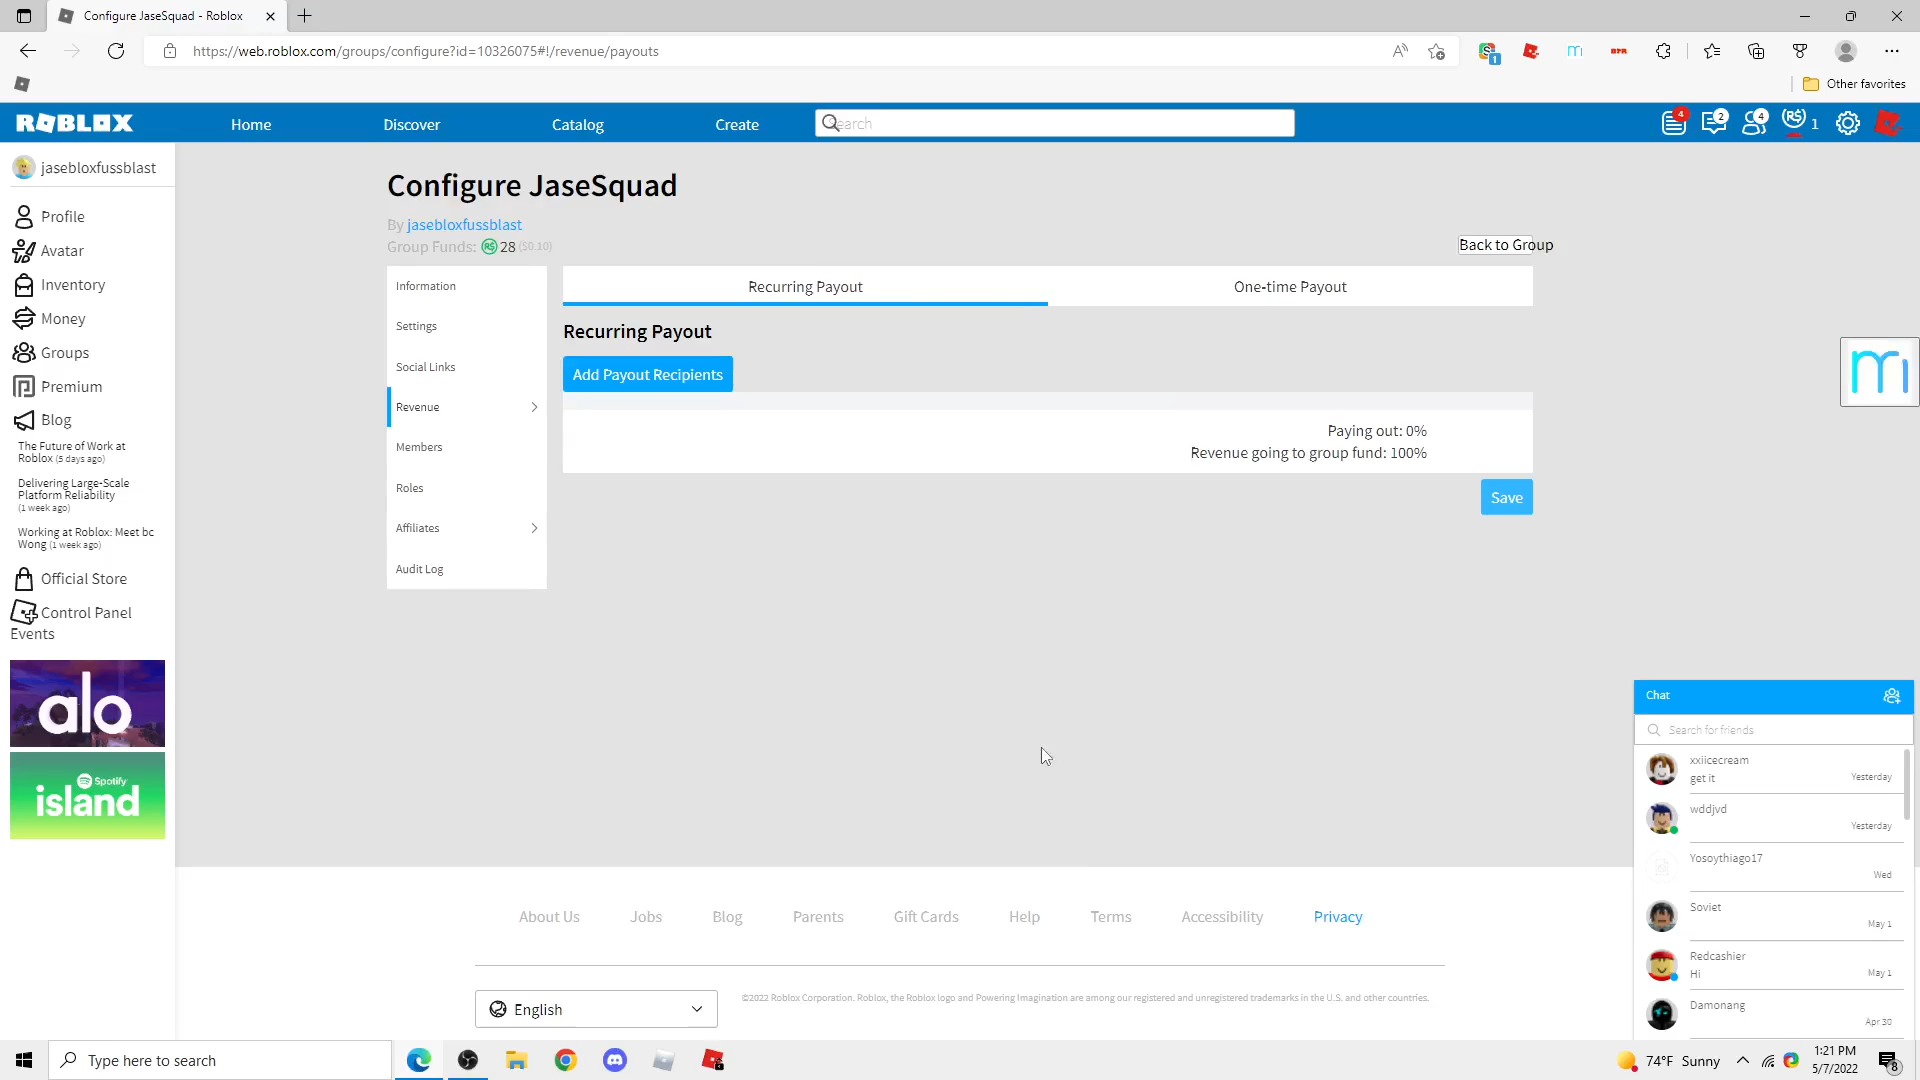 Configure JaseSquad - Roblox
https://web.roblox.com/groups/configure?id=10326075#!/revenue/payouts
1
Other favorites
ROBLOX
Home
Discover
Catalog
Create
Search
4
2
4
R$
1
jasebloxfussblast
Profile
Avatar
Inventory
Money
Groups
Premium
Blog
The Future of Work at
Roblox (5 days ago)
Delivering Large-Scale
Platform Reliability
(1 week ago)
Working at Roblox: Meet bc
Wong (1 week ago)
Official Store
Control Panel
Events
alo
Spotify
island
Configure JaseSquad
By jasebloxfussblast
Group Funds: R$ 28 ($0.10)
Back to Group
Information
Settings
Social Links
Revenue
Members
Roles
Affiliates
Audit Log
Recurring Payout
One-time Payout
Recurring Payout
Add Payout Recipients
Paying out: 0%
Revenue going to group fund: 100%
Save
m
Chat
Search for friends
xxiicecream
get it
Yesterday
wddjvd
Yesterday
Yosoythiago17
Wed
Soviet
May 1
Redcashier
Hi
May 1
Damonang
Apr 30
About Us
Jobs
Blog
Parents
Gift Cards
Help
Terms
Accessibility
Privacy
English
©2022 Roblox Corporation. Roblox, the Roblox logo and Powering Imagination are among our registered and unregistered trademarks in the U.S. and other countries.
Type here to search
74°F Sunny
1:21 PM
5/7/2022
8